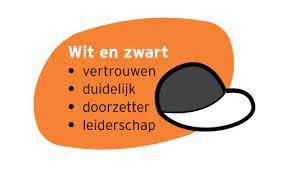 Wit en zwart
• vertrouwen
• duidelijk
• doorzetter
• leiderschap